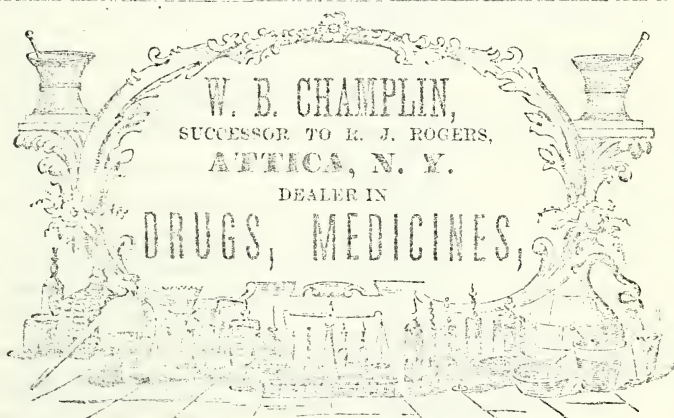 W. B. CHAMPLIN,
SUCCESSOR TO R. J. ROGERS,
ATTICA, N. Y.
DEALER IN
DRUGS, MEDICINES,